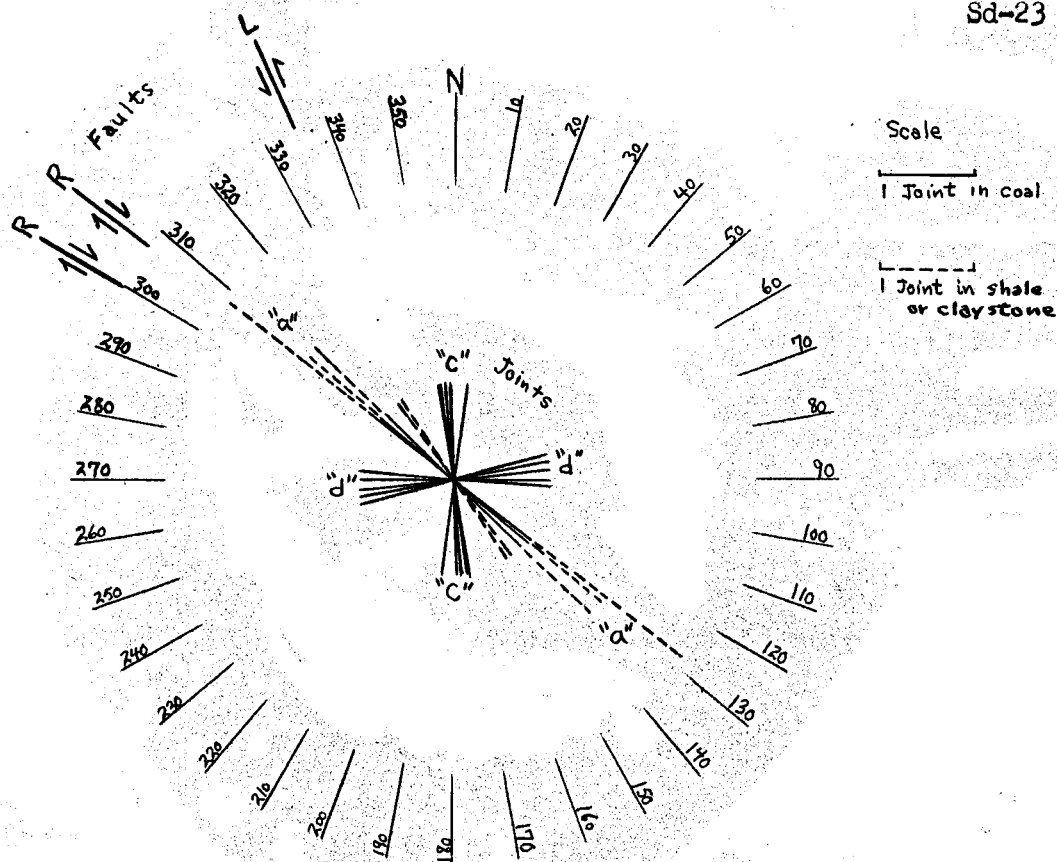 Sd-23
L
Faults
R
R
N
10
20
30
40
50
60
70
80
90
100
110
120
130
140
150
160
170
180
190
200
210
220
230
240
250
260
270
280
290
300
310
320
330
340
350
Scale
1 Joint in coal
1 Joint in shale
or claystone
"a"
"c"
Joints
"d"
"d"
"c"
"a"